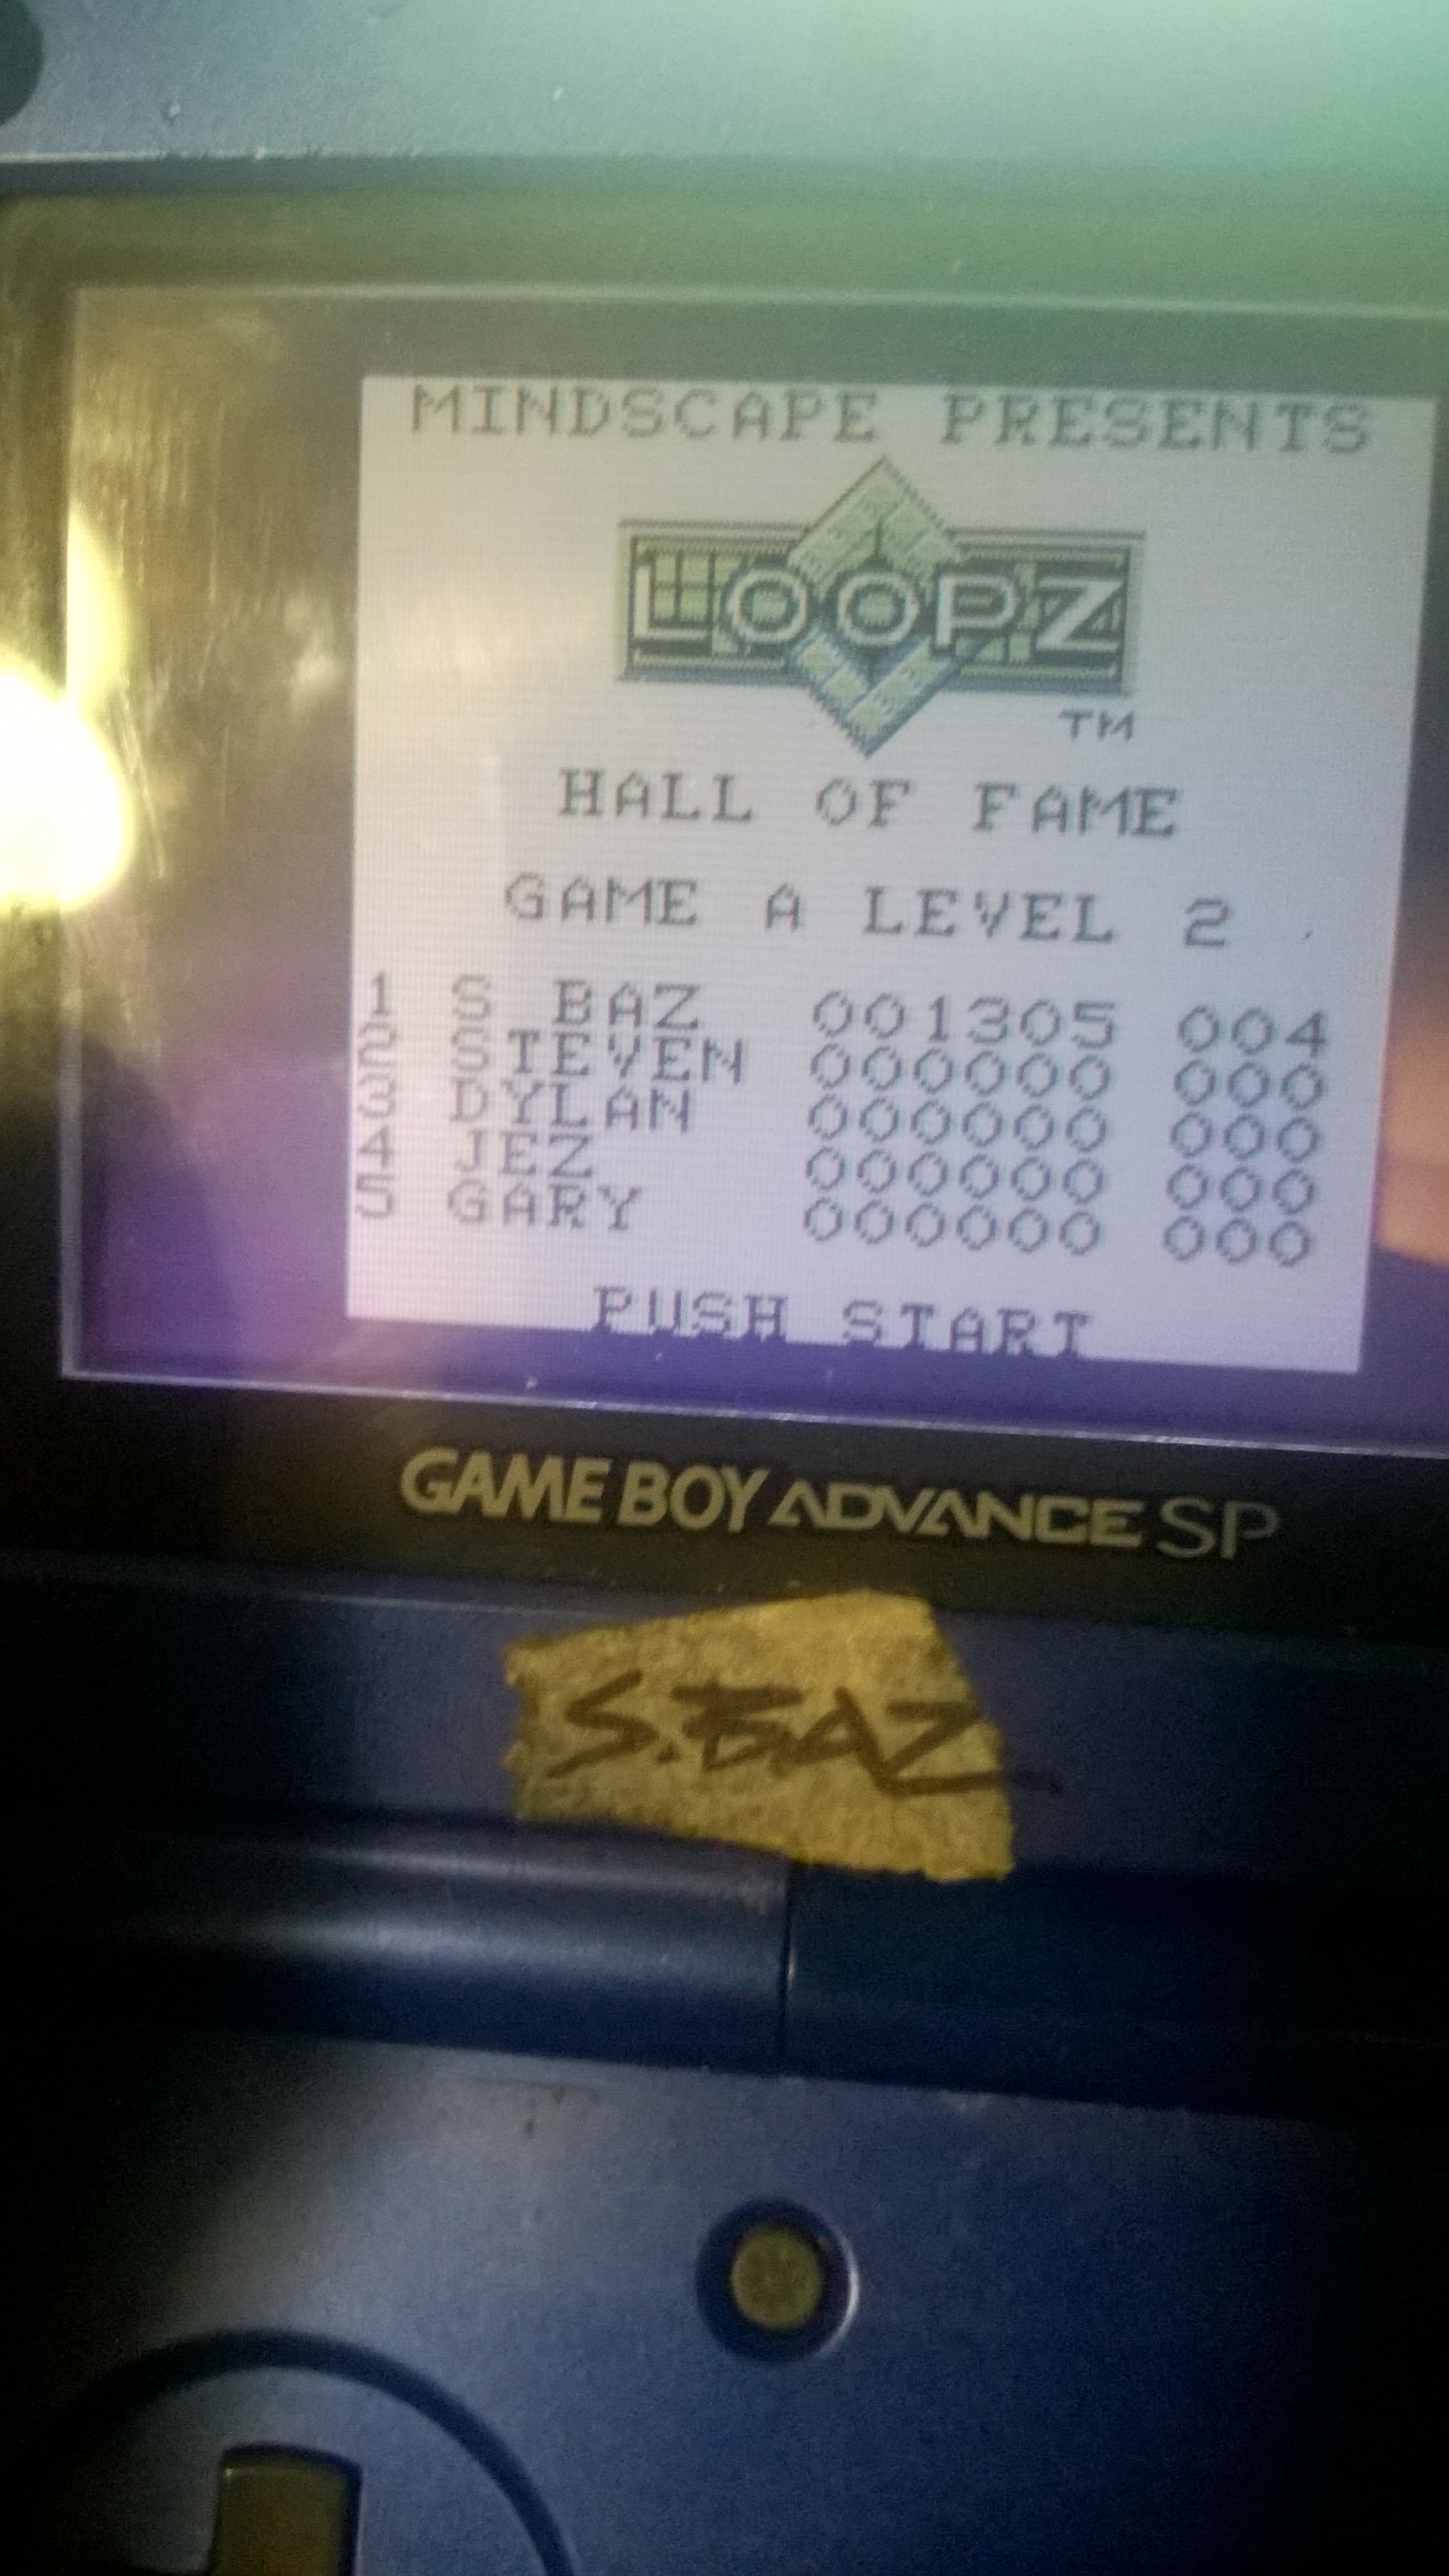 MINDSCAPE PRESENTS
LOOPZ
TM
HALL OF FAME
GAME A LEVEL 2
1 S BAZ 001305 004
2 STEVEN 000000 000
3 DYLAN 000000 000
4 JEZ 000000 000
5 GARY 000000 000
PUSH START
GAME BOY ADVANCE SP
S.BAZ